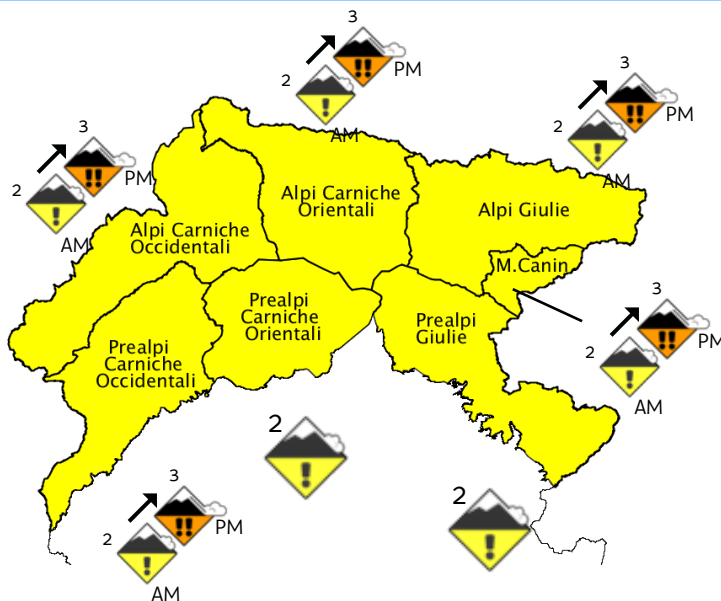 3
2
PM
AM
3
2
PM
AM
3
2
PM
AM
Alpi Carniche
Orientali
Alpi Giulie
Alpi Carniche
Occidentali
M.Canin
Prealpi
Carniche
Orientali
Prealpi
Giulie
Prealpi
Carniche
Occidentali
3
2
PM
AM
2
3
2
PM
AM
2